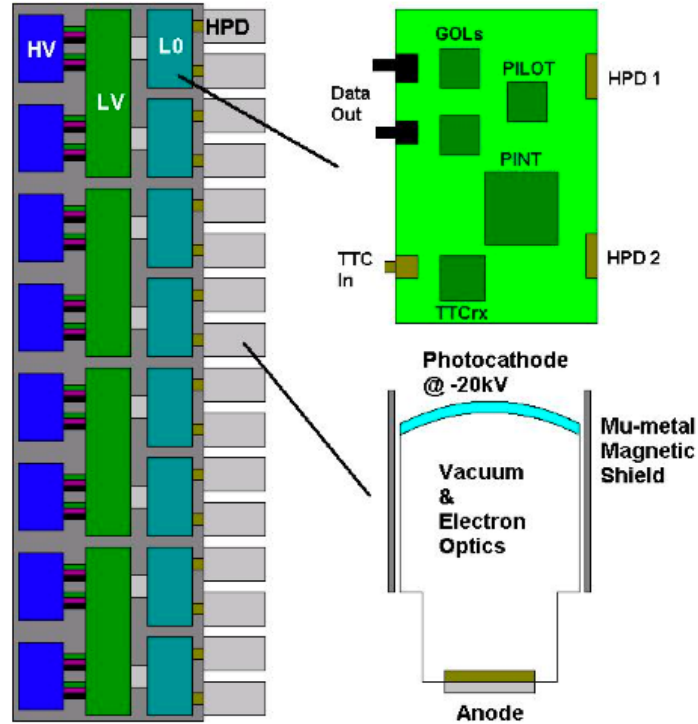 HV
LV
L0
HPD
GOLs
PILOT
PINT
TTCrx
Data
Out
TTC
In
HPD 1
HPD 2
Photocathode
@ -20kV
Mu-metal
Magnetic
Shield
Vacuum
&
Electron
Optics
Anode